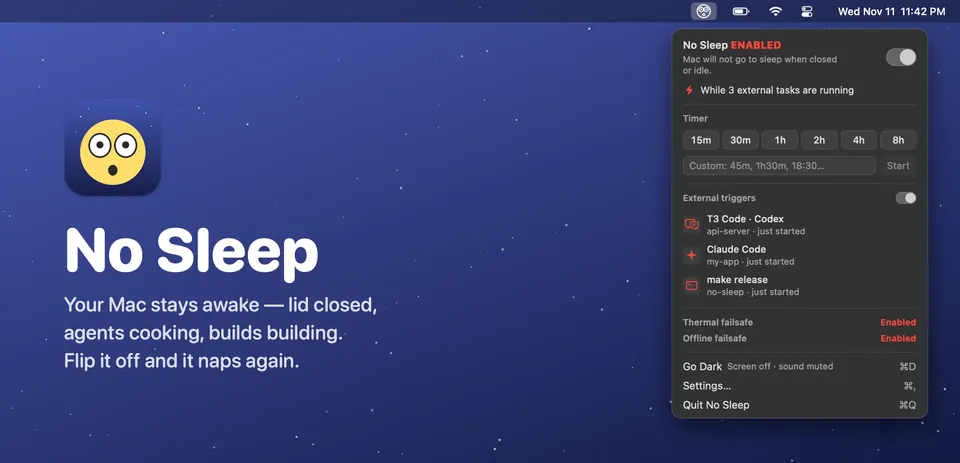 Wed Nov 11 11:42 PM
No Sleep
Your Mac stays awake — lid closed,
agents cooking, builds building.
Flip it off and it naps again.
No Sleep ENABLED
Mac will not go to sleep when closed
or idle.
While 3 external tasks are running
Timer
15m 30m 1h 2h 4h 8h
Custom: 45m, 1h30m, 18:30...
Start
External triggers
T3 Code · Codex
api-server · just started
Claude Code
my-app · just started
make release
no-sleep · just started
Thermal failsafe Enabled
Offline failsafe Enabled
Go Dark Screen off · sound muted ⌘D
Settings... ⌘,
Quit No Sleep ⌘Q